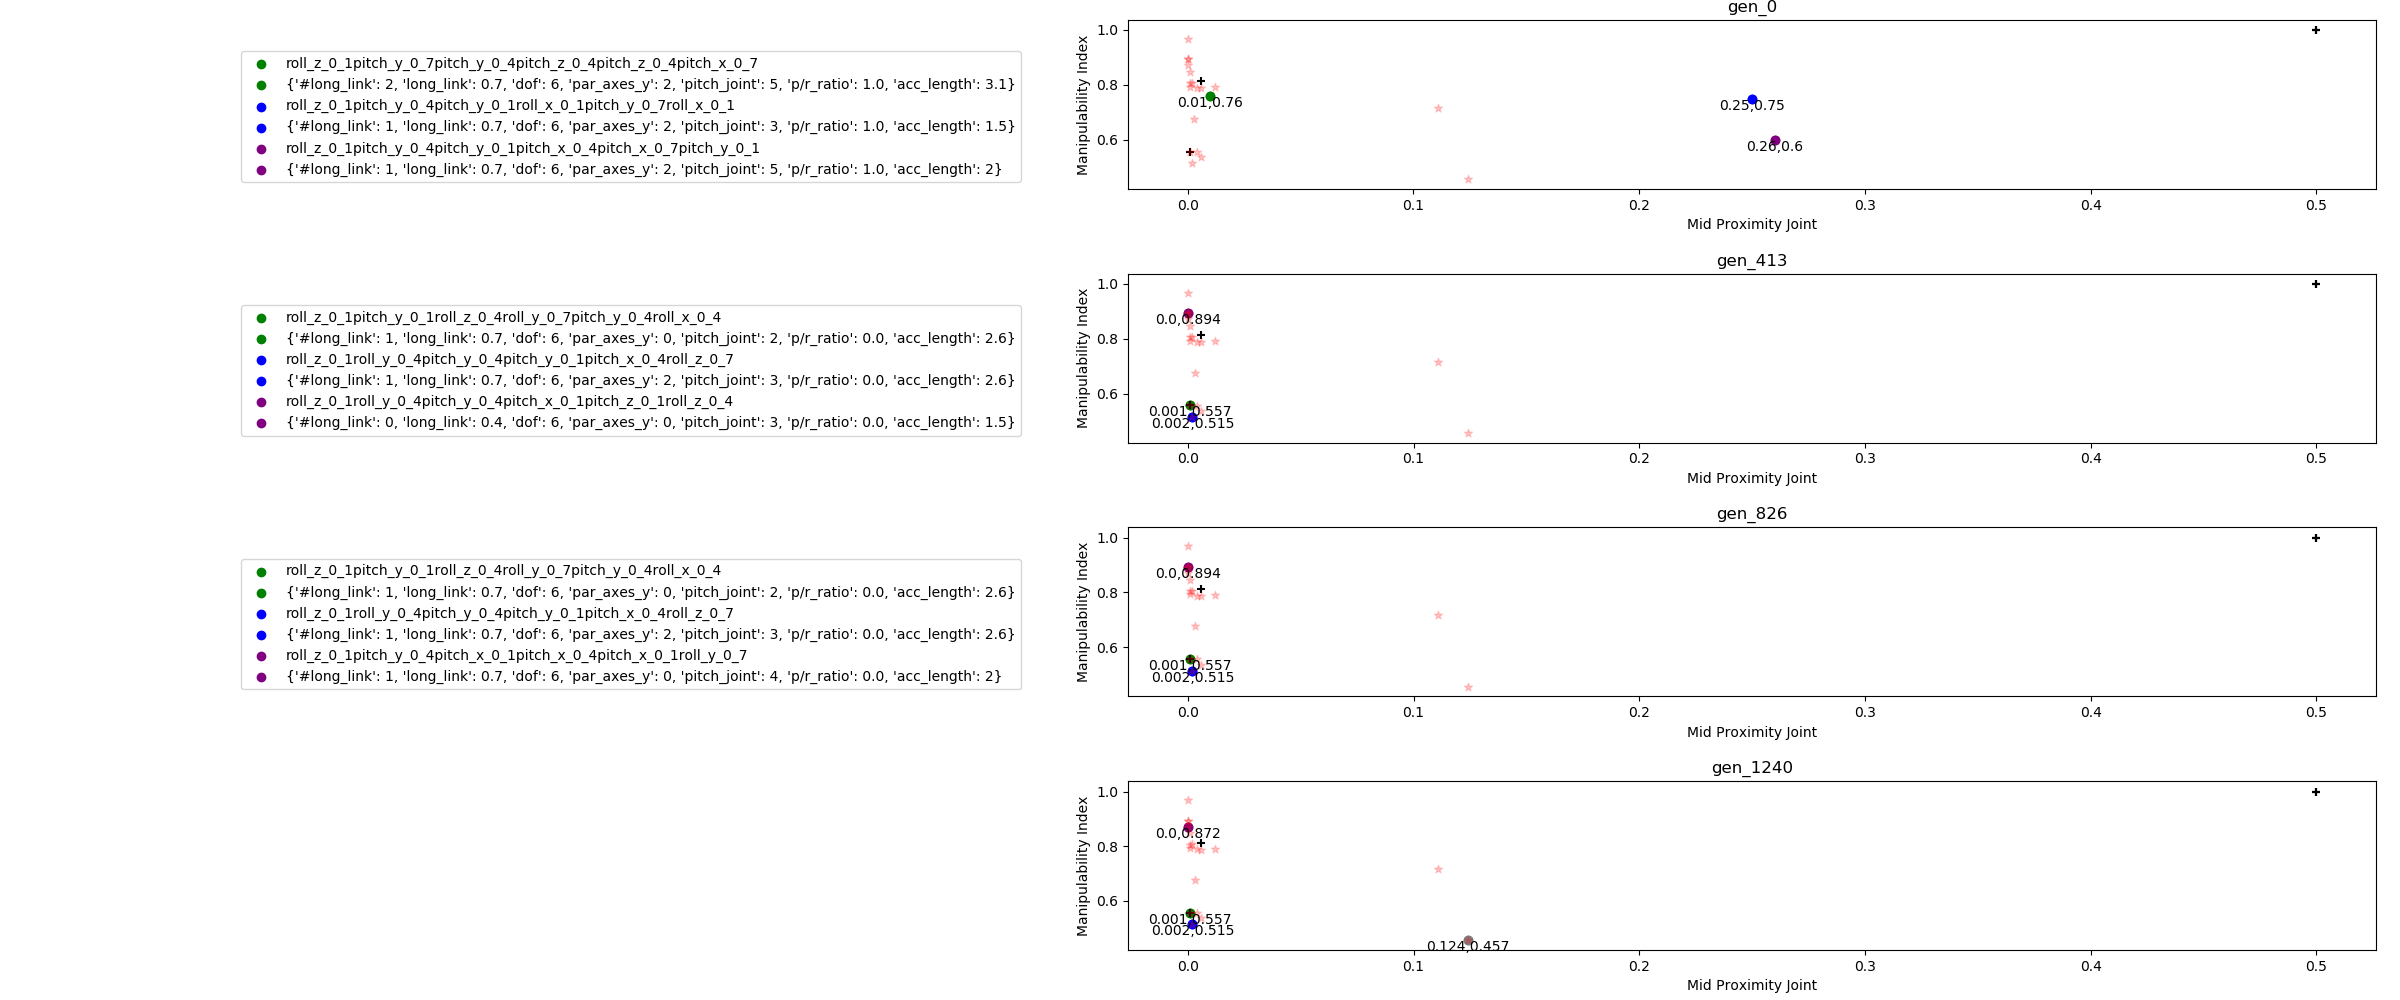 gen_0
roll_z_0_1pitch_y_0_7pitch_y_0_4pitch_z_0_4pitch_z_0_4pitch_x_0_7
{'#long_link': 2, 'long_link': 0.7, 'dof': 6, 'par_axes_y': 2, 'pitch_joint': 5, 'p/r_ratio': 1.0, 'acc_length': 3.1}
roll_z_0_1pitch_y_0_4pitch_y_0_1roll_x_0_1pitch_y_0_7roll_x_0_1
{'#long_link': 1, 'long_link': 0.7, 'dof': 6, 'par_axes_y': 2, 'pitch_joint': 3, 'p/r_ratio': 1.0, 'acc_length': 1.5}
roll_z_0_1pitch_y_0_4pitch_y_0_1pitch_x_0_4pitch_x_0_7pitch_y_0_1
{'#long_link': 1, 'long_link': 0.7, 'dof': 6, 'par_axes_y': 2, 'pitch_joint': 5, 'p/r_ratio': 1.0, 'acc_length': 2}
Manipulability Index
1.0
0.8
0.6
0.01,0.76
0.25,0.75
0.26,0.6
0.0 0.1 0.2 0.3 0.4 0.5
Mid Proximity Joint
gen_413
roll_z_0_1pitch_y_0_1roll_z_0_4roll_y_0_7pitch_y_0_4roll_x_0_4
{'#long_link': 1, 'long_link': 0.7, 'dof': 6, 'par_axes_y': 0, 'pitch_joint': 2, 'p/r_ratio': 0.0, 'acc_length': 2.6}
roll_z_0_1roll_y_0_4pitch_y_0_4pitch_y_0_1pitch_x_0_4roll_z_0_7
{'#long_link': 1, 'long_link': 0.7, 'dof': 6, 'par_axes_y': 2, 'pitch_joint': 3, 'p/r_ratio': 0.0, 'acc_length': 2.6}
roll_z_0_1roll_y_0_4pitch_y_0_4pitch_x_0_1pitch_z_0_1roll_z_0_4
{'#long_link': 0, 'long_link': 0.4, 'dof': 6, 'par_axes_y': 0, 'pitch_joint': 3, 'p/r_ratio': 0.0, 'acc_length': 1.5}
Manipulability Index
1.0
0.8
0.6
0.0,0.894
0.001,0.557
0.002,0.515
0.0 0.1 0.2 0.3 0.4 0.5
Mid Proximity Joint
gen_826
roll_z_0_1pitch_y_0_1roll_z_0_4roll_y_0_7pitch_y_0_4roll_x_0_4
{'#long_link': 1, 'long_link': 0.7, 'dof': 6, 'par_axes_y': 0, 'pitch_joint': 2, 'p/r_ratio': 0.0, 'acc_length': 2.6}
roll_z_0_1roll_y_0_4pitch_y_0_4pitch_y_0_1pitch_x_0_4roll_z_0_7
{'#long_link': 1, 'long_link': 0.7, 'dof': 6, 'par_axes_y': 2, 'pitch_joint': 3, 'p/r_ratio': 0.0, 'acc_length': 2.6}
roll_z_0_1pitch_y_0_4pitch_x_0_1pitch_x_0_4pitch_x_0_1roll_y_0_7
{'#long_link': 1, 'long_link': 0.7, 'dof': 6, 'par_axes_y': 0, 'pitch_joint': 4, 'p/r_ratio': 0.0, 'acc_length': 2}
Manipulability Index
1.0
0.8
0.6
0.0,0.894
0.001,0.557
0.002,0.515
0.0 0.1 0.2 0.3 0.4 0.5
Mid Proximity Joint
gen_1240
Manipulability Index
1.0
0.8
0.6
0.0,0.872
0.001,0.557
0.002,0.515
0.124,0.457
0.0 0.1 0.2 0.3 0.4 0.5
Mid Proximity Joint